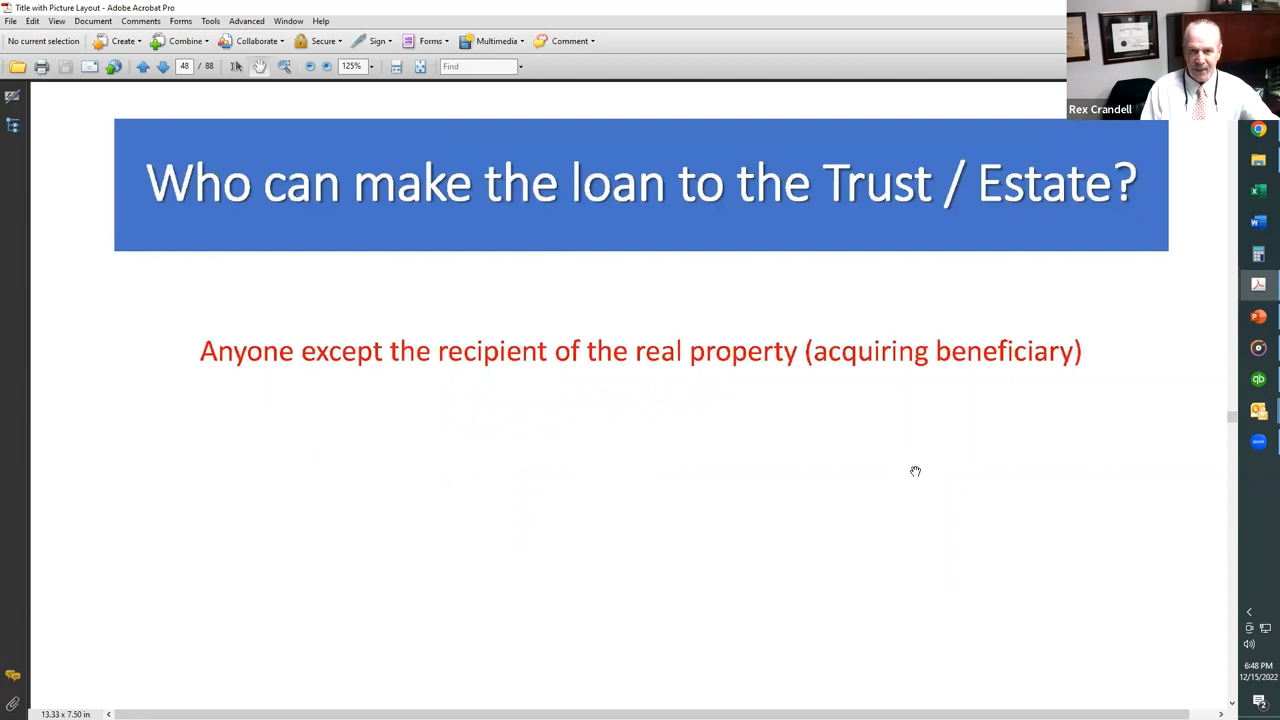 Title with Picture Layout - Adobe Acrobat Pro
File Edit View Document Comments Forms Tools Advanced Window Help
No current selection Create Combine Collaborate Secure Sign Forms Multimedia Comment
48 / 88 125% Find
Rex Crandell
Who can make the loan to the Trust / Estate?
Anyone except the recipient of the real property (acquiring beneficiary)
6:48 PM
12/15/2022
2
13.33 x 7.50 in